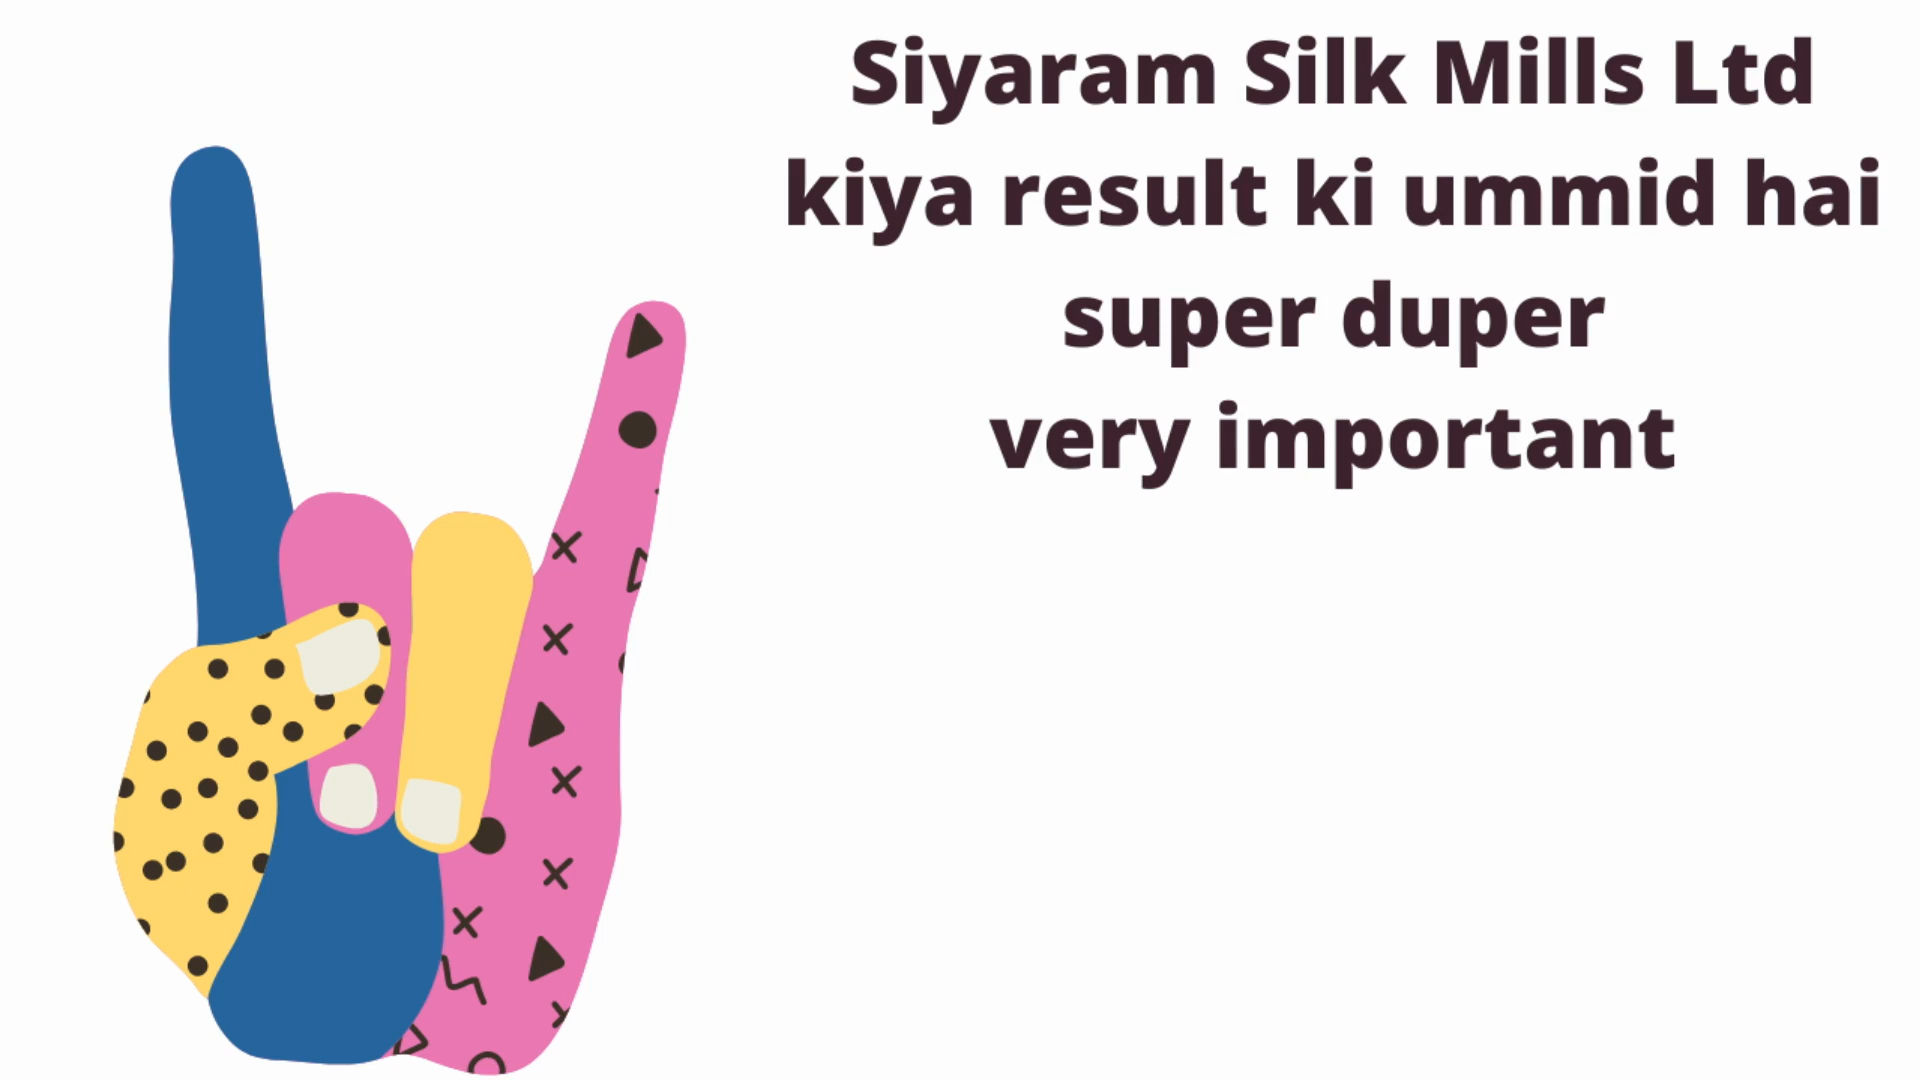 Siyaram Silk Mills Ltd
kiya result ki ummid hai
super duper
very important